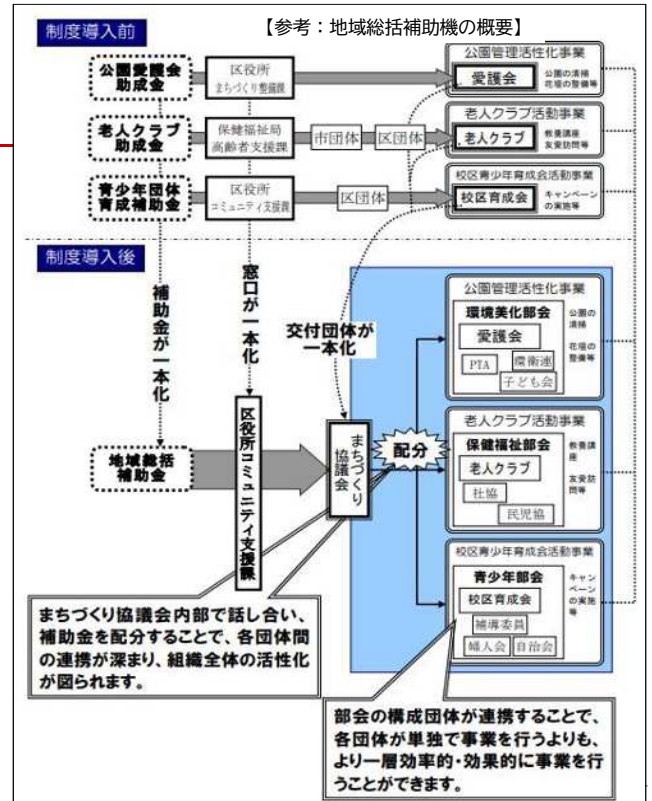 【参考：地域総括補助機の概要】
制度導入前
公園愛護会
助成金
区役所
まちづくり整備課
公園管理活性化事業
愛護会
公園の清掃
花壇の整備等
老人クラブ
助成金
保健福祉局
高齢者支援課
市団体
区団体
老人クラブ活動事業
老人クラブ
教養講座
友愛訪問等
青少年団体
育成補助金
区役所
コミュニティ支援課
区団体
校区青少年育成会活動事業
校区育成会
キャンペーン
の実施等
制度導入後
補助金が一本化
窓口が一本化
交付団体が
一本化
地域総括
補助金
区役所コミュニティ支援課
まちづくり
協議会
配分
公園管理活性化事業
環境美化部会
愛護会
PTA
環衛連
子ども会
公園の
清掃
花壇の
整備等
老人クラブ活動事業
保健福祉部会
老人クラブ
社協
民児協
教養講
座
友愛訪
問等
校区青少年育成会活動事業
青少年部会
校区育成会
補導委員
婦人会
自治会
キャン
ペーン
の実施
等
まちづくり協議会内部で話し合い、
補助金を配分することで、各団体間
の連携が深まり、組織全体の活性化
が図られます。
部会の構成団体が連携することで、
各団体が単独で事業を行うよりも、
より一層効率的・効果的に事業を行
うことができます。